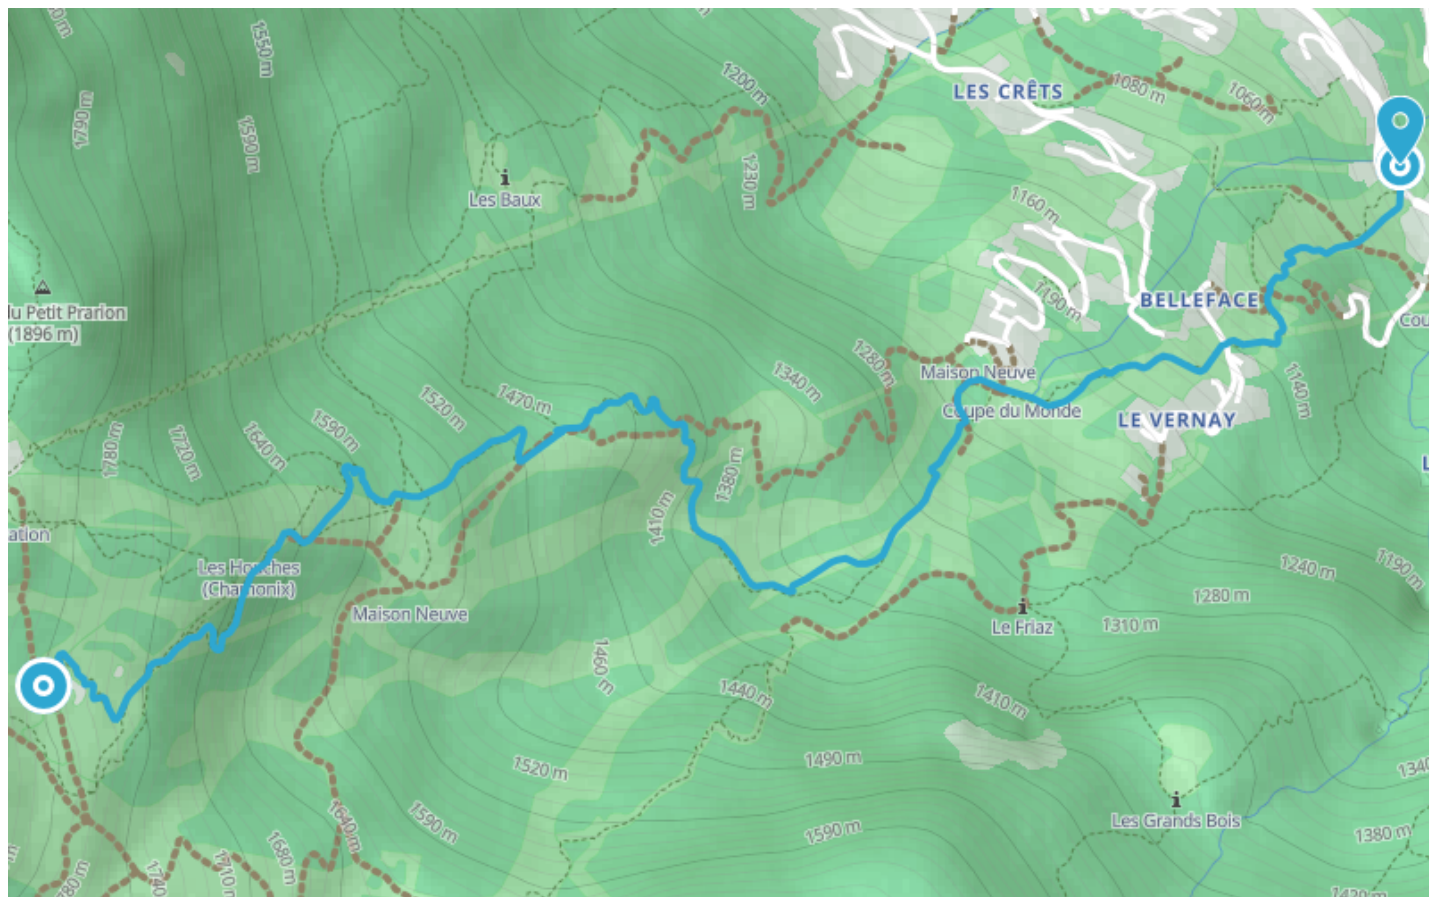 1550 m
1200 m
LES CRÊTS
1080 m
1060m
1790 m
1590 m
Les Baux
1230 m
1160 m
lu Petit Prarion
(1896 m)
1190 m
BELLEFACE
Cou
1280 m
Maison Neuve
1340 m
1140 m
1470 m
1520 m
1590 m
Coupe du Monde
LE VERNAY
1780 m
1720 m
1640 m
1380 m
L
1410 m
ation
Les Houches
(Chamonix)
1240 m
1190 m
1280 m
Maison Neuve
Le Friaz
1310 m
1460 m
1440 m
1410 m
1520 m
1490 m
1340
1590 m
1640 m
1590 m
Les Grands Bois
1380 m
1680 m
1710 m
1740
780 m